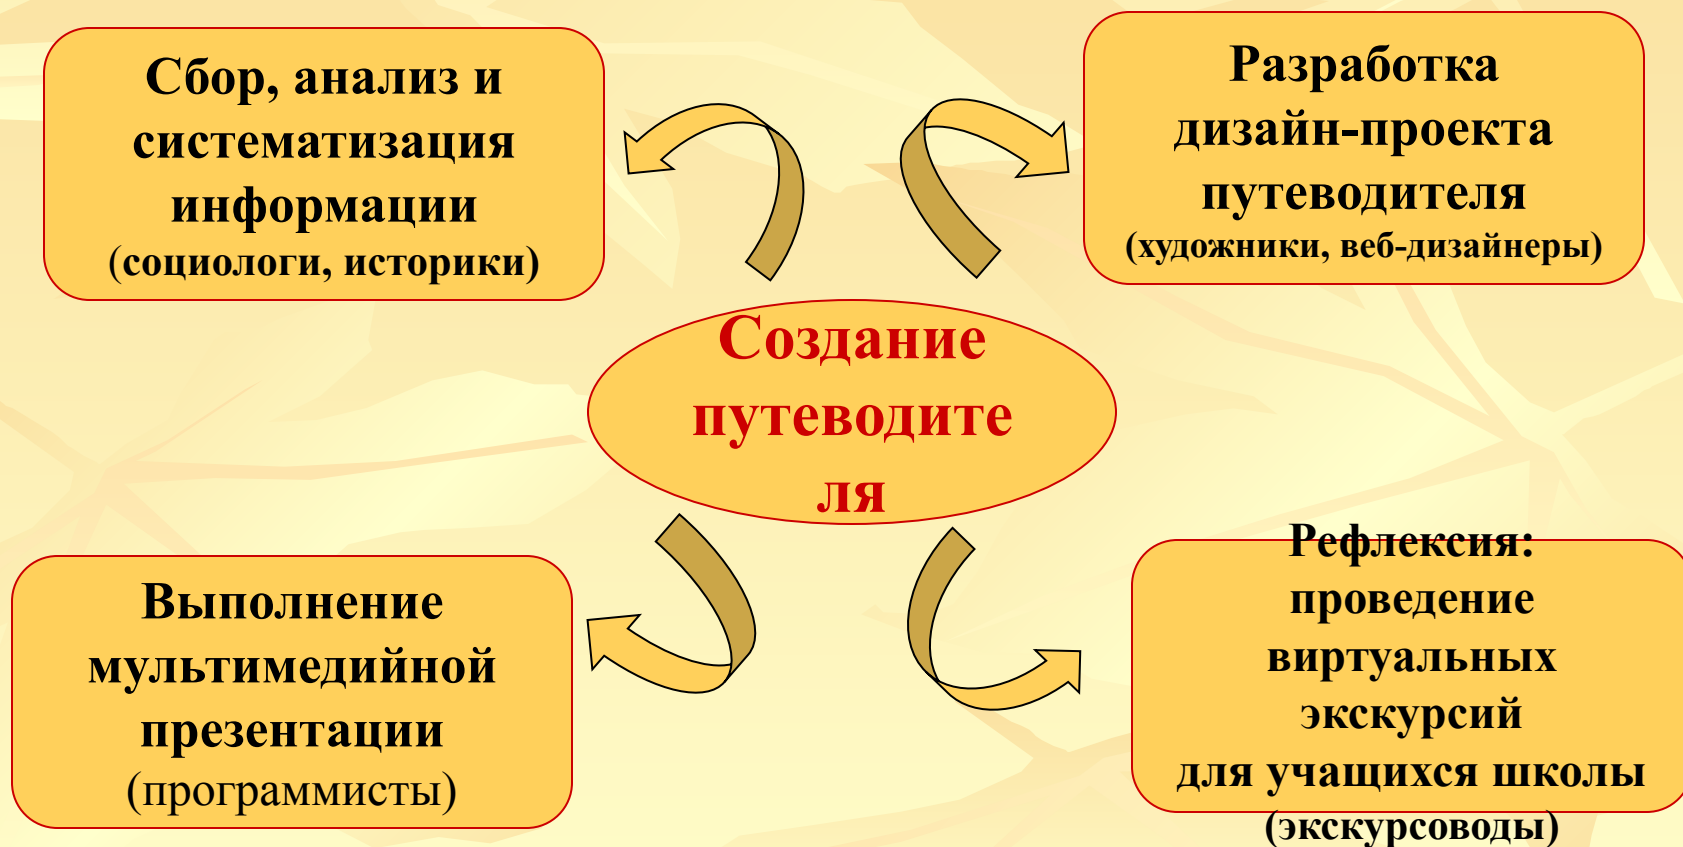 Сбор, анализ и
систематизация
информации
(социологи, историки)
Разработка
дизайн-проекта
путеводителя
(художники, веб-дизайнеры)
Создание
путеводите
ля
Выполнение
мультимедийной
презентации
(программисты)
Рефлексия:
проведение
виртуальных
экскурсий
для учащихся школы
(экскурсоводы)